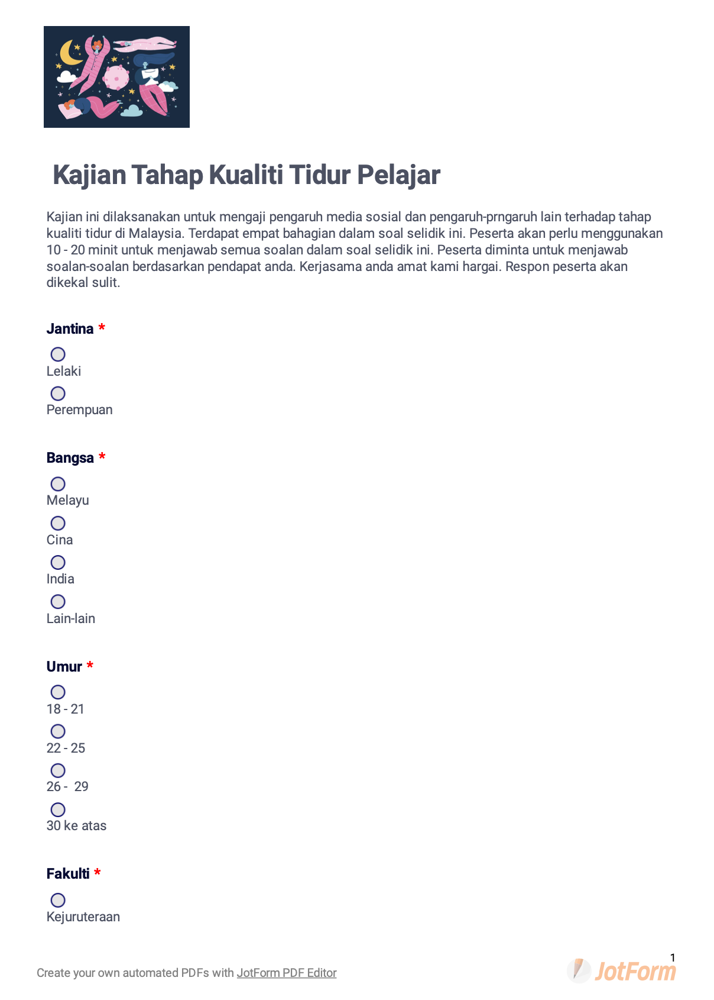 Kajian Tahap Kualiti Tidur Pelajar
Kajian ini dilaksanakan untuk mengaji pengaruh media sosial dan pengaruh-prngaruh lain terhadap tahap
kualiti tidur di Malaysia. Terdapat empat bahagian dalam soal selidik ini. Peserta akan perlu menggunakan
10 - 20 minit untuk menjawab semua soalan dalam soal selidik ini. Peserta diminta untuk menjawab
soalan-soalan berdasarkan pendapat anda. Kerjasama anda amat kami hargai. Respon peserta akan
dikekal sulit.
Jantina *
Lelaki
Perempuan
Bangsa *
Melayu
Cina
India
Lain-lain
Umur *
18 - 21
22 - 25
26 -  29
30 ke atas
Fakulti *
Kejuruteraan
1
Create your own automated PDFs with JotForm PDF Editor
JotForm